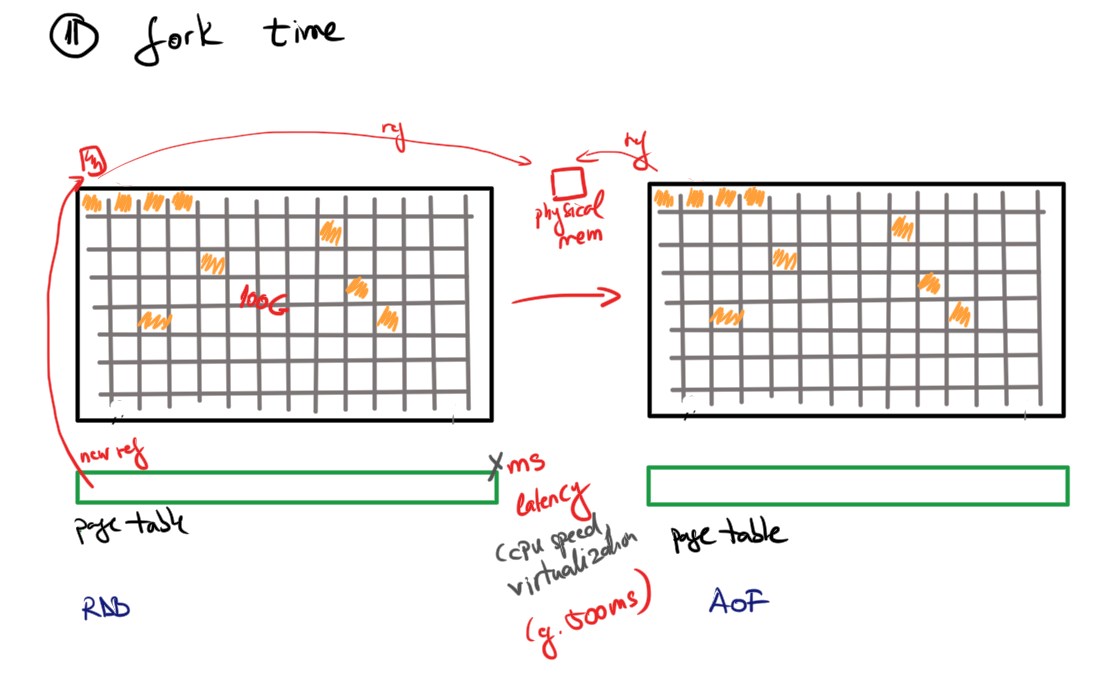 II fork time
ref
ref
physical
mem
100G
new ref
X ms
latency
(cpu speed,
virtualization
(g. 500ms)
page table
page table
RDB
AOF